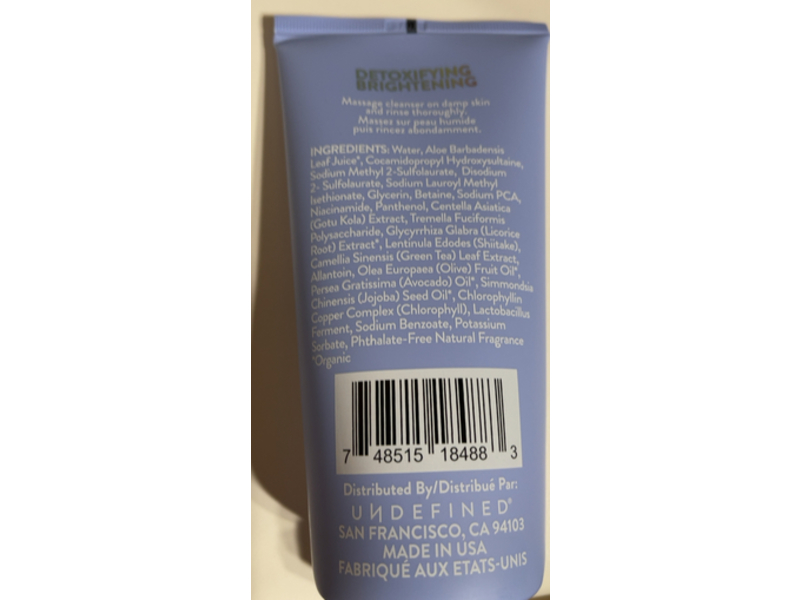 DETOXIFYING
BRIGHTENING
Massage cleanser on damp skin
and rinse thoroughly.
Massez sur peau humide
puis rincez abondamment.
INGREDIENTS: Water, Aloe Barbadensis
Leaf Juice*, Cocamidopropyl Hydroxysultaine,
Sodium Methyl 2-Sulfolaurate, Disodium
2- Sulfolaurate, Sodium Lauroyl Methyl
Isethionate, Glycerin, Betaine, Sodium PCA,
Niacinamide, Panthenol, Centella Asiatica
(Gotu Kola) Extract, Tremella Fuciformis
Polysaccharide, Glycyrrhiza Glabra (Licorice
Root) Extract*, Lentinula Edodes (Shiitake),
Camellia Sinensis (Green Tea) Leaf Extract,
Allantoin, Olea Europaea (Olive) Fruit Oil*,
Persea Gratissima (Avocado) Oil*, Simmondsia
Chinensis (Jojoba) Seed Oil*, Chlorophyllin
Copper Complex (Chlorophyll), Lactobacillus
Ferment, Sodium Benzoate, Potassium
Sorbate, Phthalate-Free Natural Fragrance
*Organic
7 48515 18488 3
Distributed By/Distribué Par:
UNDEFINED®
SAN FRANCISCO, CA 94103
MADE IN USA
FABRIQUÉ AUX ETATS-UNIS